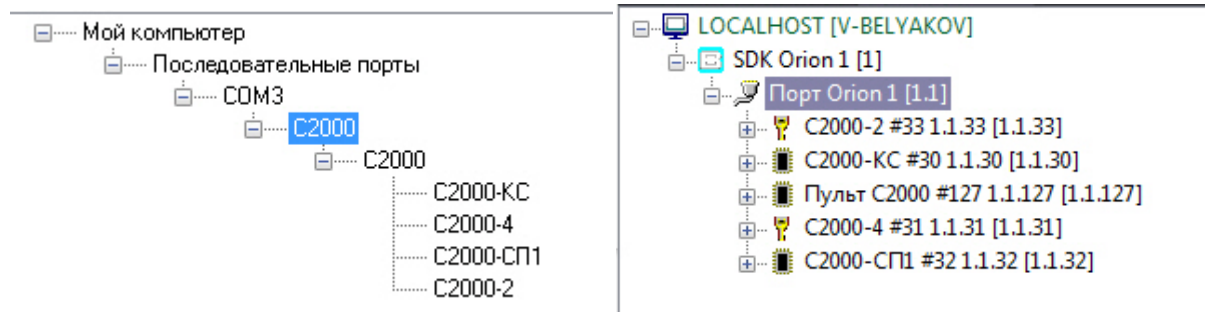 Мой компьютер
Последовательные порты
COM3
C2000
C2000
С2000-КС
С2000-4
С2000-СП1
С2000-2
LOCALHOST [V-BELYAKOV]
SDK Orion 1 [1]
Порт Orion 1 [1.1]
С2000-2 #33 1.1.33 [1.1.33]
С2000-КС #30 1.1.30 [1.1.30]
Пульт С2000 #127 1.1.127 [1.1.127]
С2000-4 #31 1.1.31 [1.1.31]
С2000-СП1 #32 1.1.32 [1.1.32]